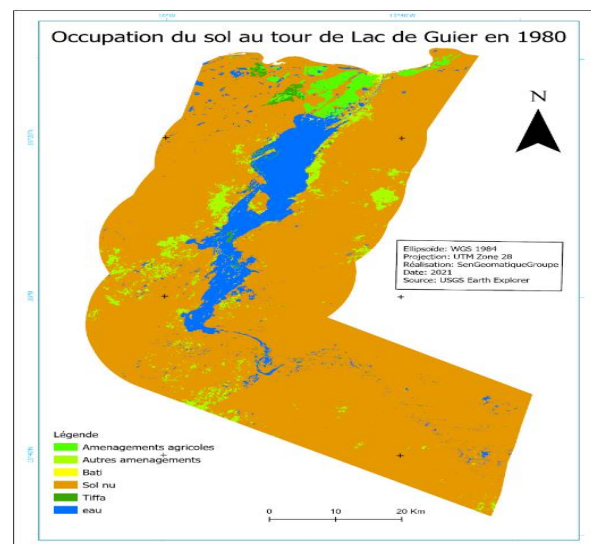 Occupation du sol au tour de Lac de Guier en 1980
N
Ellipsoïde: WGS 1984
Projection: UTM Zone 28
Réalisation: SenGeomatiqueGroupe
Date: 2021
Source: USGS Earth Explorer
Légende
Amenagements agricoles
Autres amenagements
Bati
Sol nu
Tiffa
eau
0 10 20 Km